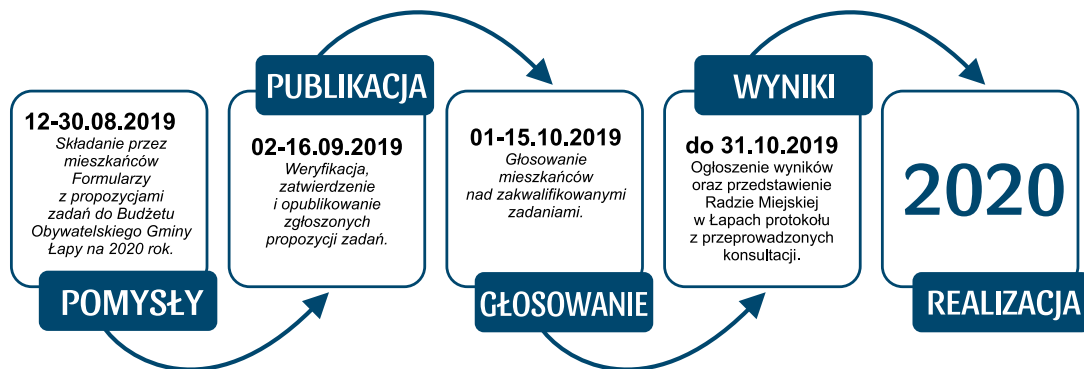 12-30.08.2019
Składanie przez
mieszkańców
Formularzy
z propozycjami
zadań do Budżetu
Obywatelskiego Gminy
Łapy na 2020 rok.
POMYSŁY
PUBLIKACJA
02-16.09.2019
Weryfikacja,
zatwierdzenie
i opublikowanie
zgłoszonych
propozycji zadań.
01-15.10.2019
Głosowanie
mieszkańców
nad zakwalifikowanymi
zadaniami.
GŁOSOWANIE
WYNIKI
do 31.10.2019
Ogłoszenie wyników
oraz przedstawienie
Radzie Miejskiej
w Łapach protokołu
z przeprowadzonych
konsultacji.
2020
REALIZACJA